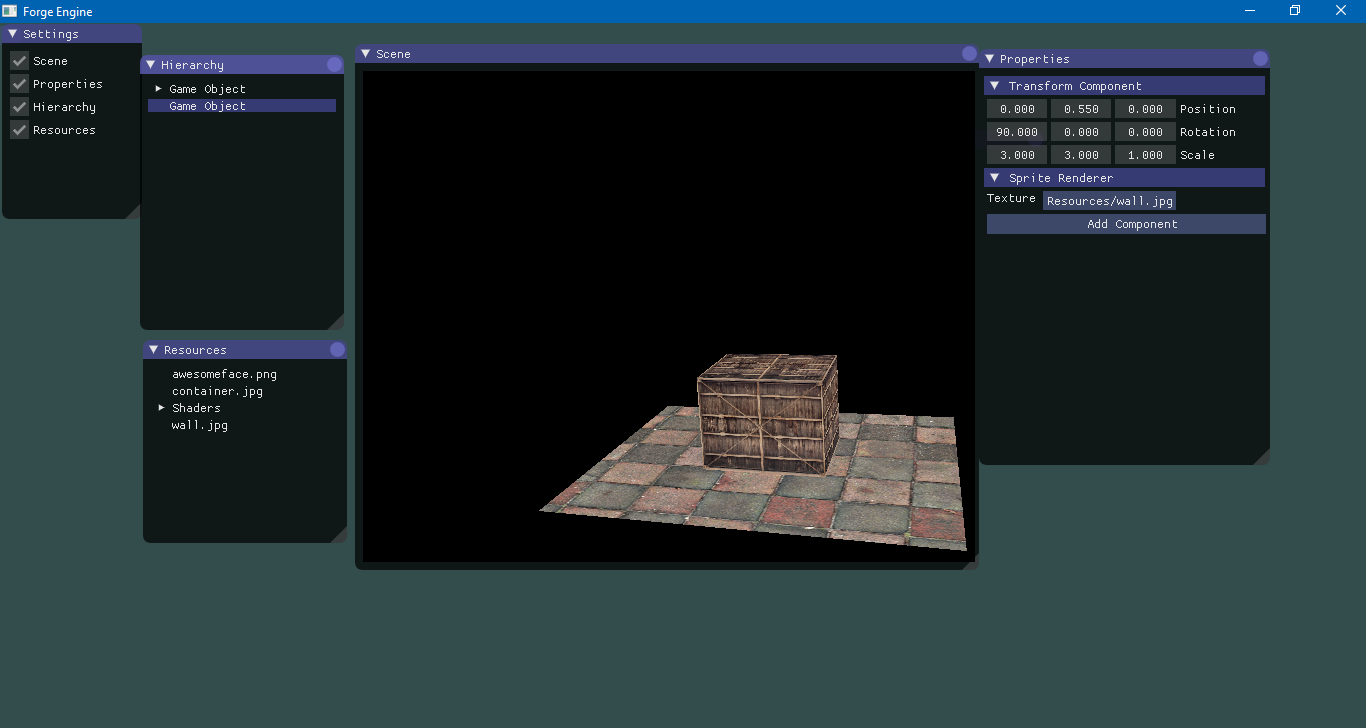 Forge Engine
Settings
Scene
Properties
Hierarchy
Resources
Hierarchy
Game Object
Game Object
Resources
awesomeface.png
container.jpg
Shaders
wall.jpg
Scene
Properties
Transform Component
0.000 0.550 0.000 Position
90.000 0.000 0.000 Rotation
3.000 3.000 1.000 Scale
Sprite Renderer
Texture Resources/wall.jpg
Add Component